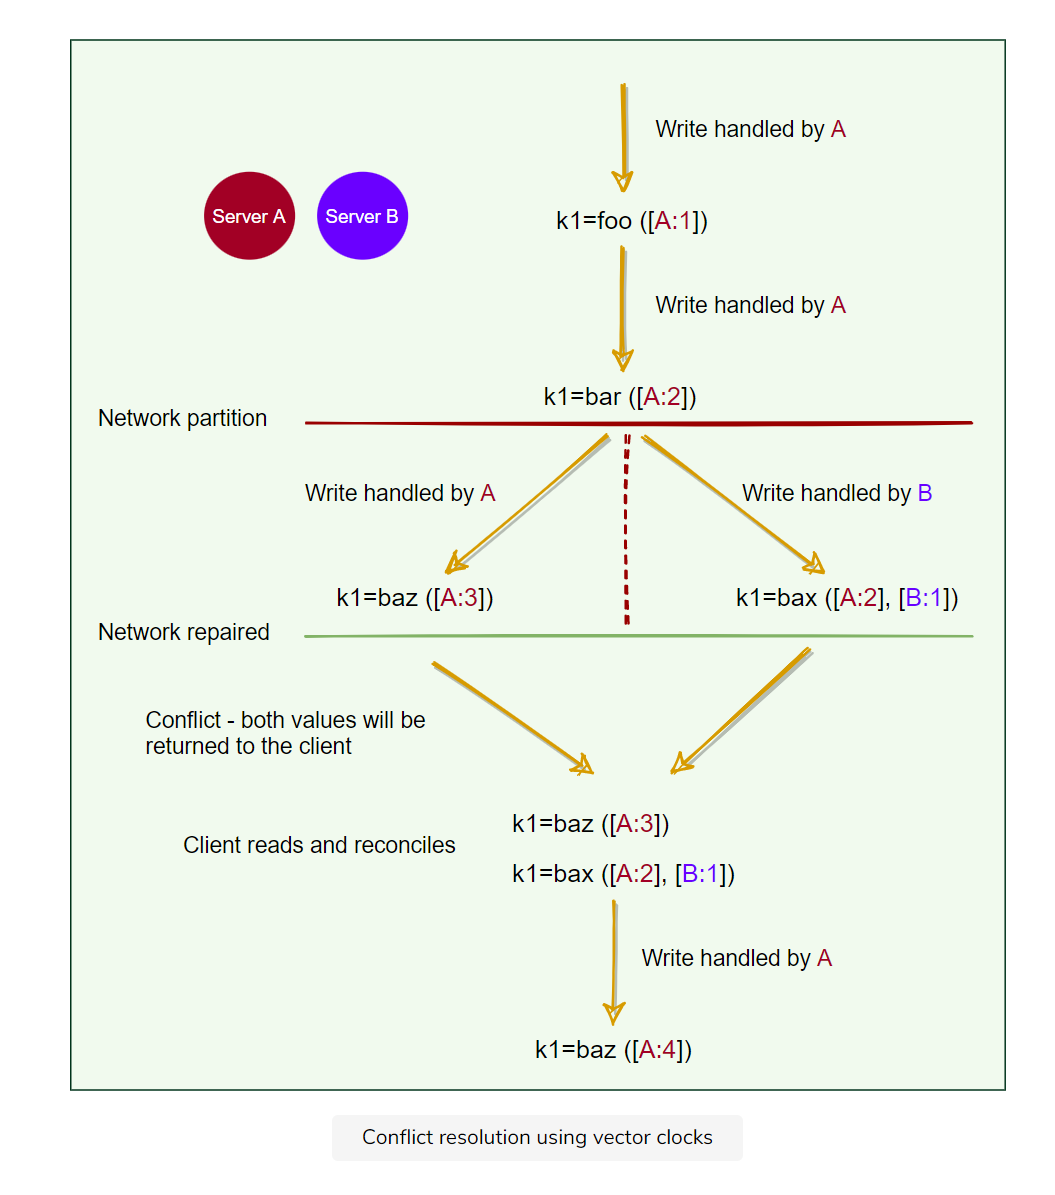 Write handled by A
Server A
Server B
k1=foo ([A:1])
Write handled by A
k1=bar ([A:2])
Network partition
Write handled by A
Write handled by B
k1=baz ([A:3])
k1=bax ([A:2], [B:1])
Network repaired
Conflict - both values will be
returned to the client
k1=baz ([A:3])
Client reads and reconciles
k1=bax ([A:2], [B:1])
Write handled by A
k1=baz ([A:4])
Conflict resolution using vector clocks